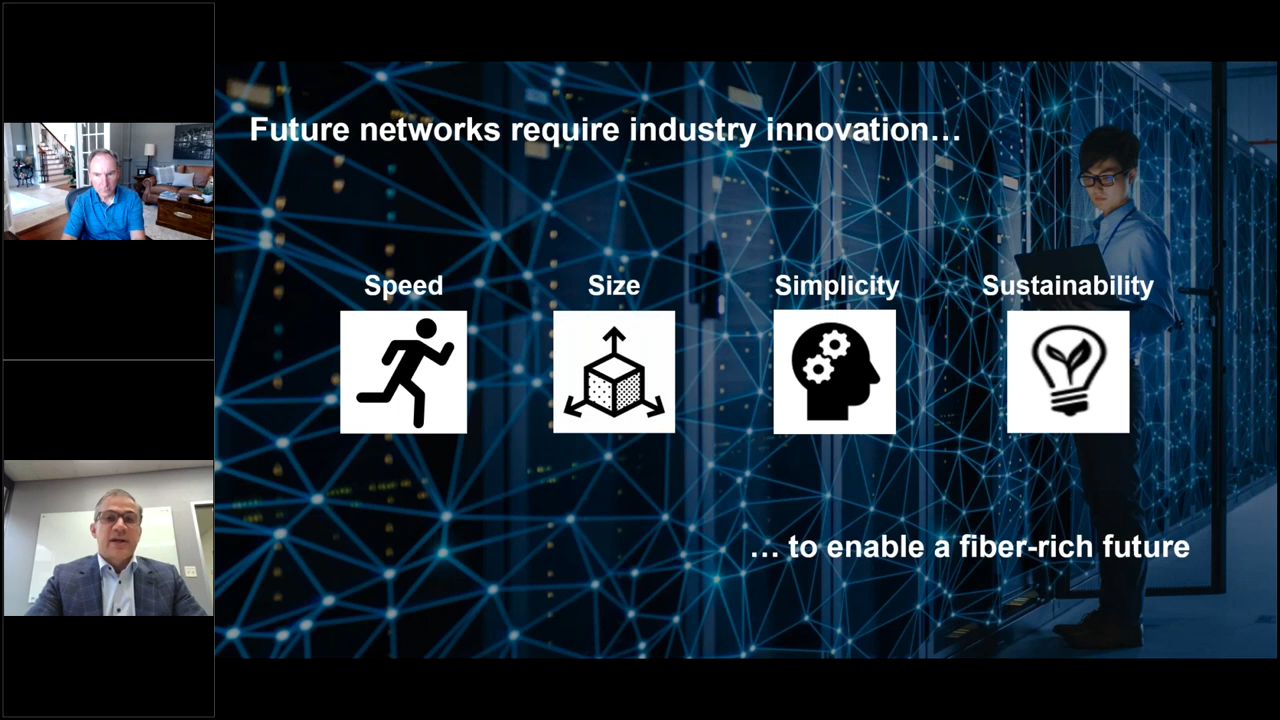 Future networks require industry innovation…
Speed
Size
Simplicity
Sustainability
… to enable a fiber-rich future